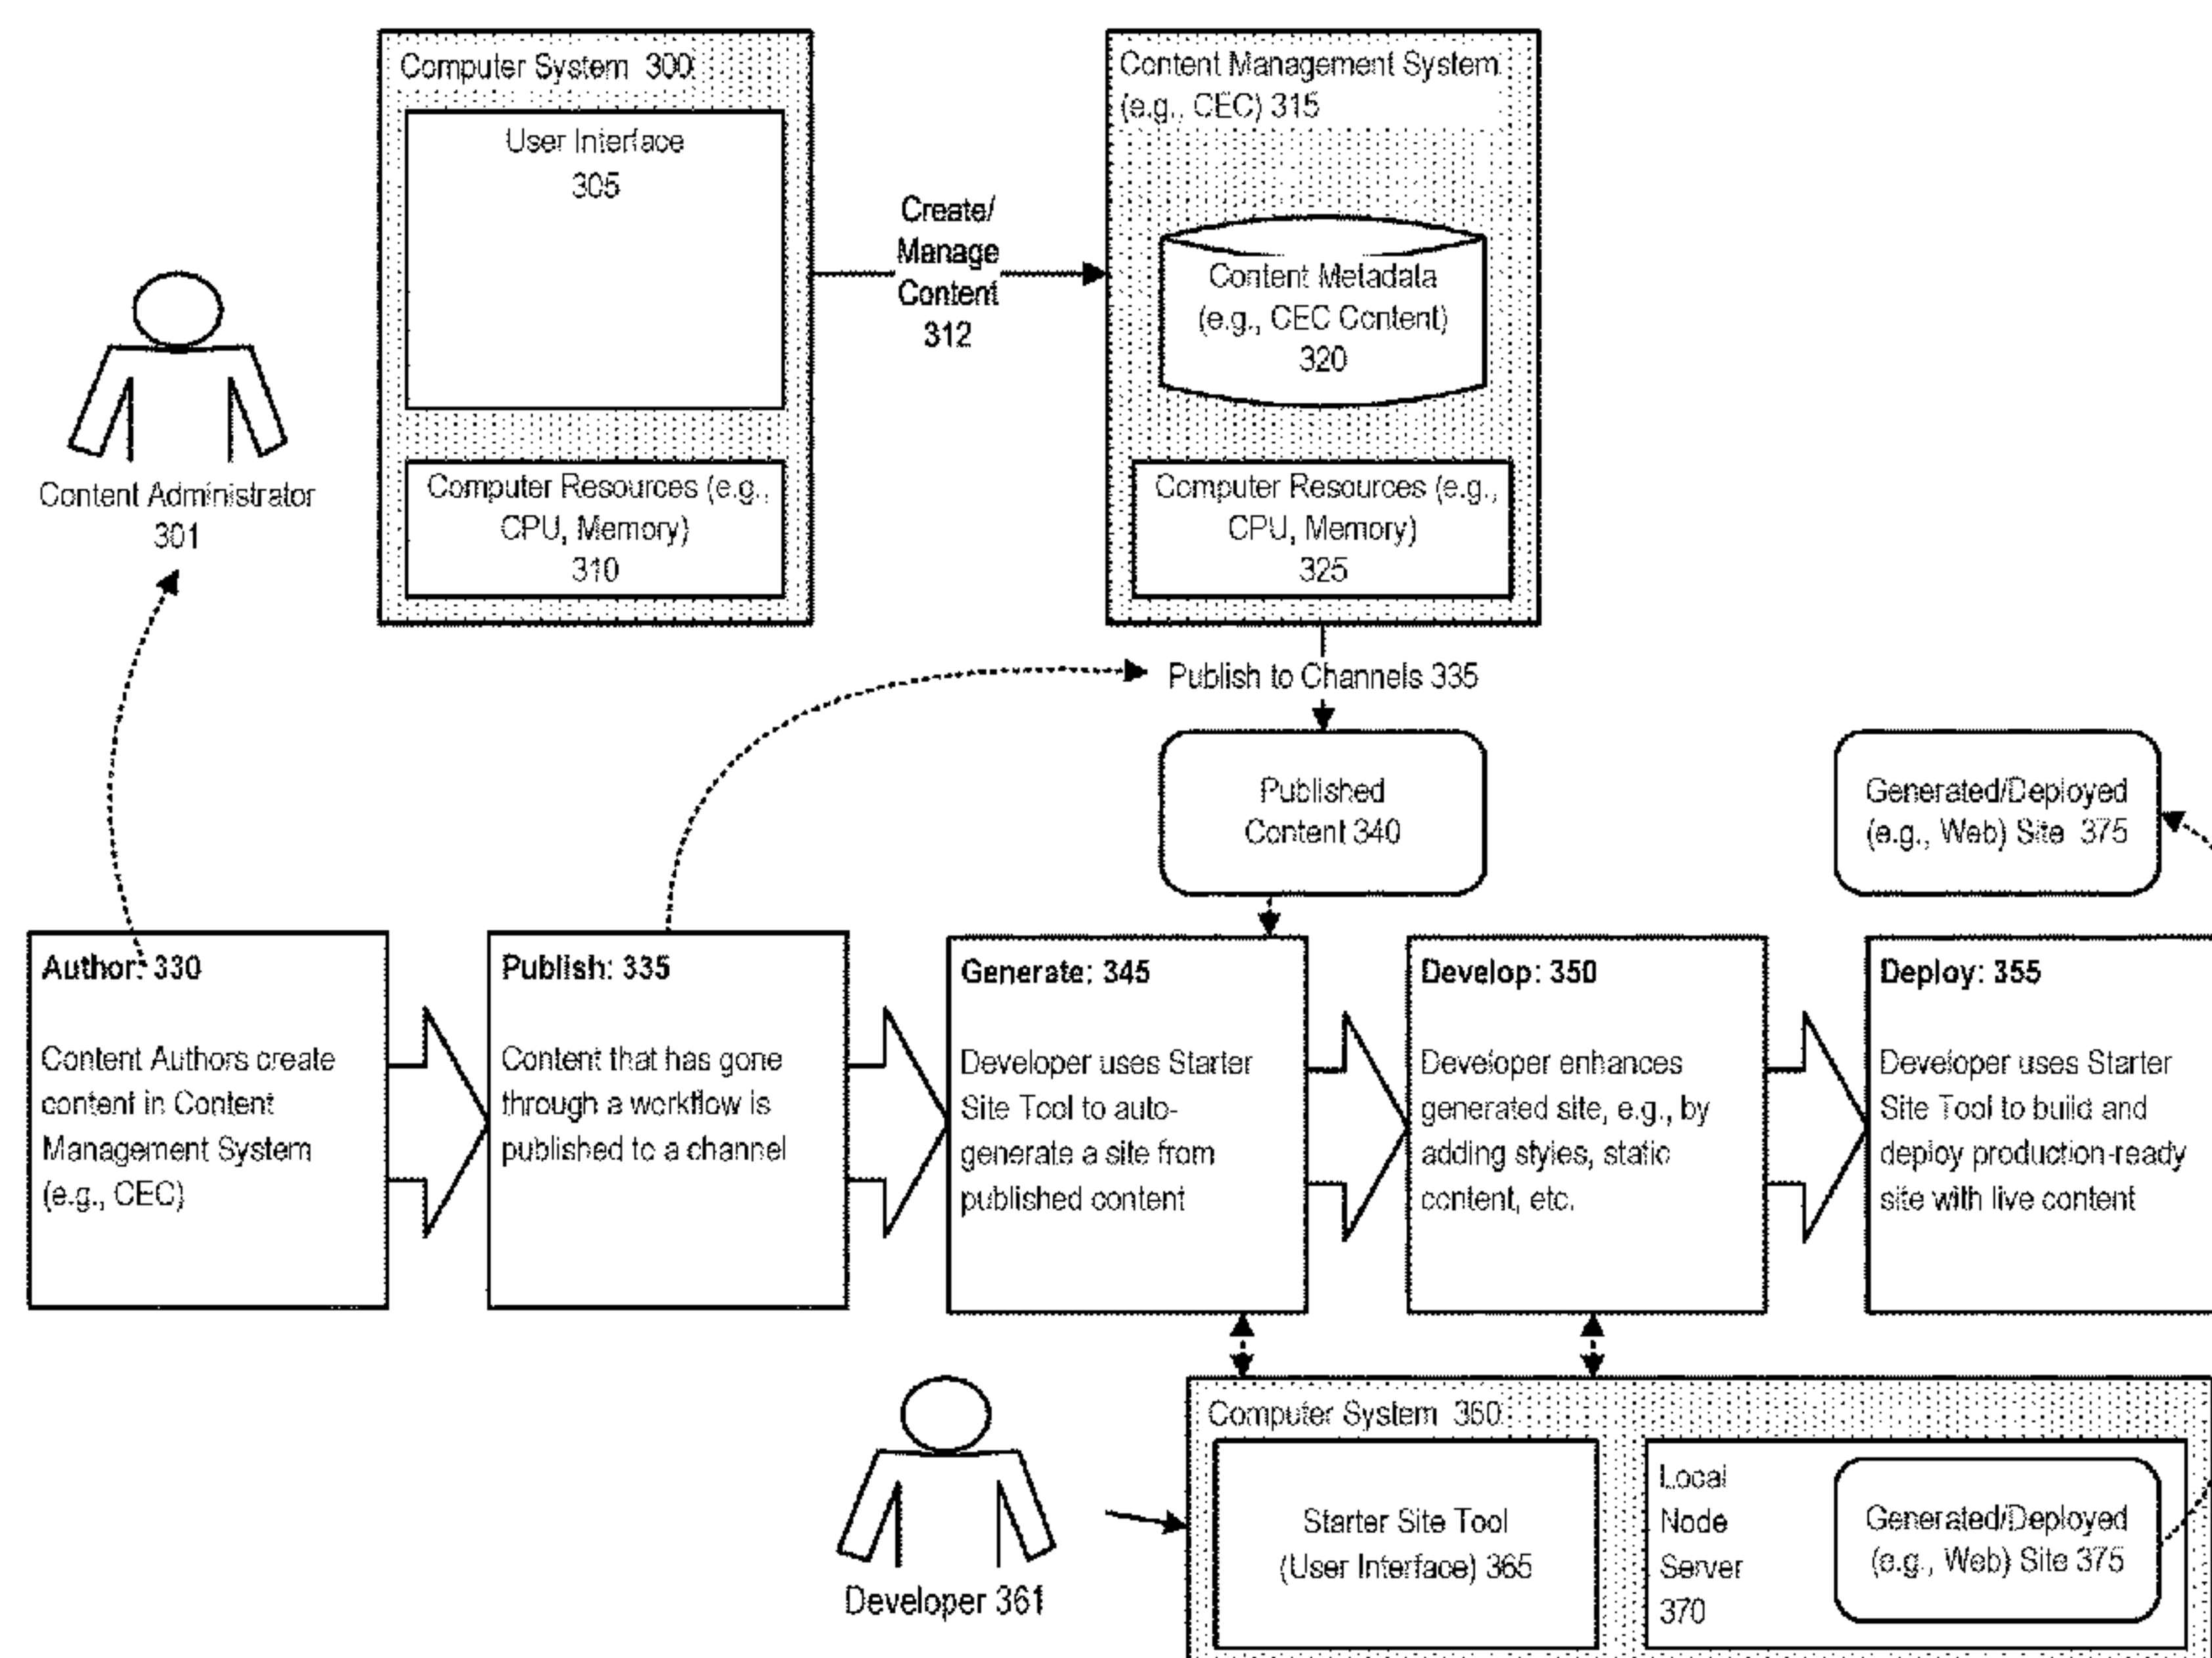 Computer System 300
User Interface
305
Computer Resources (e.g.,
CPU, Memory)
310
Create/
Manage
Content
312
Content Management System
(e.g., CEC) 315
Content Metadata
(e.g., CEC Content)
320
Computer Resources (e.g.,
CPU, Memory)
325
Content Administrator
301
Publish to Channels 335
Published
Content 340
Generated/Deployed
(e.g., Web) Site 375
Author: 330
Content Authors create
content in Content
Management System
(e.g., CEC)
Publish: 335
Content that has gone
through a workflow is
published to a channel
Generate: 345
Developer uses Starter
Site Tool to auto-
generate a site from
published content
Develop: 350
Developer enhances
generated site, e.g., by
adding styles, static
content, etc.
Deploy: 355
Developer uses Starter
Site Tool to build and
deploy production-ready
site with live content
Developer 361
Computer System 360
Starter Site Tool
(User Interface) 365
Local
Node
Server
370
Generated/Deployed
(e.g., Web) Site 375